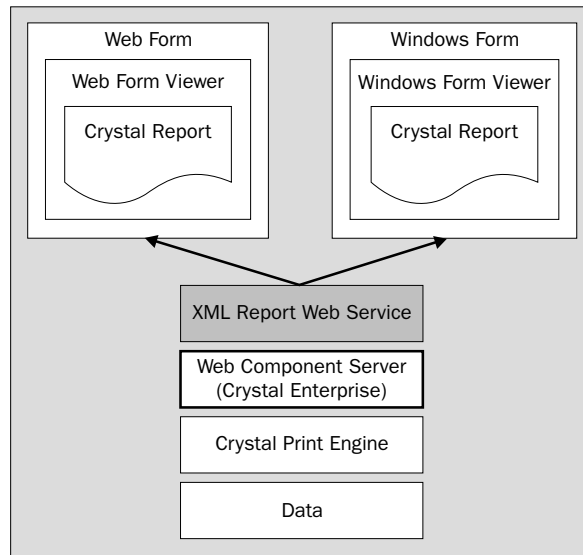 Web Form
Web Form Viewer
Crystal Report
Windows Form
Windows Form Viewer
Crystal Report
XML Report Web Service
Web Component Server
(Crystal Enterprise)
Crystal Print Engine
Data